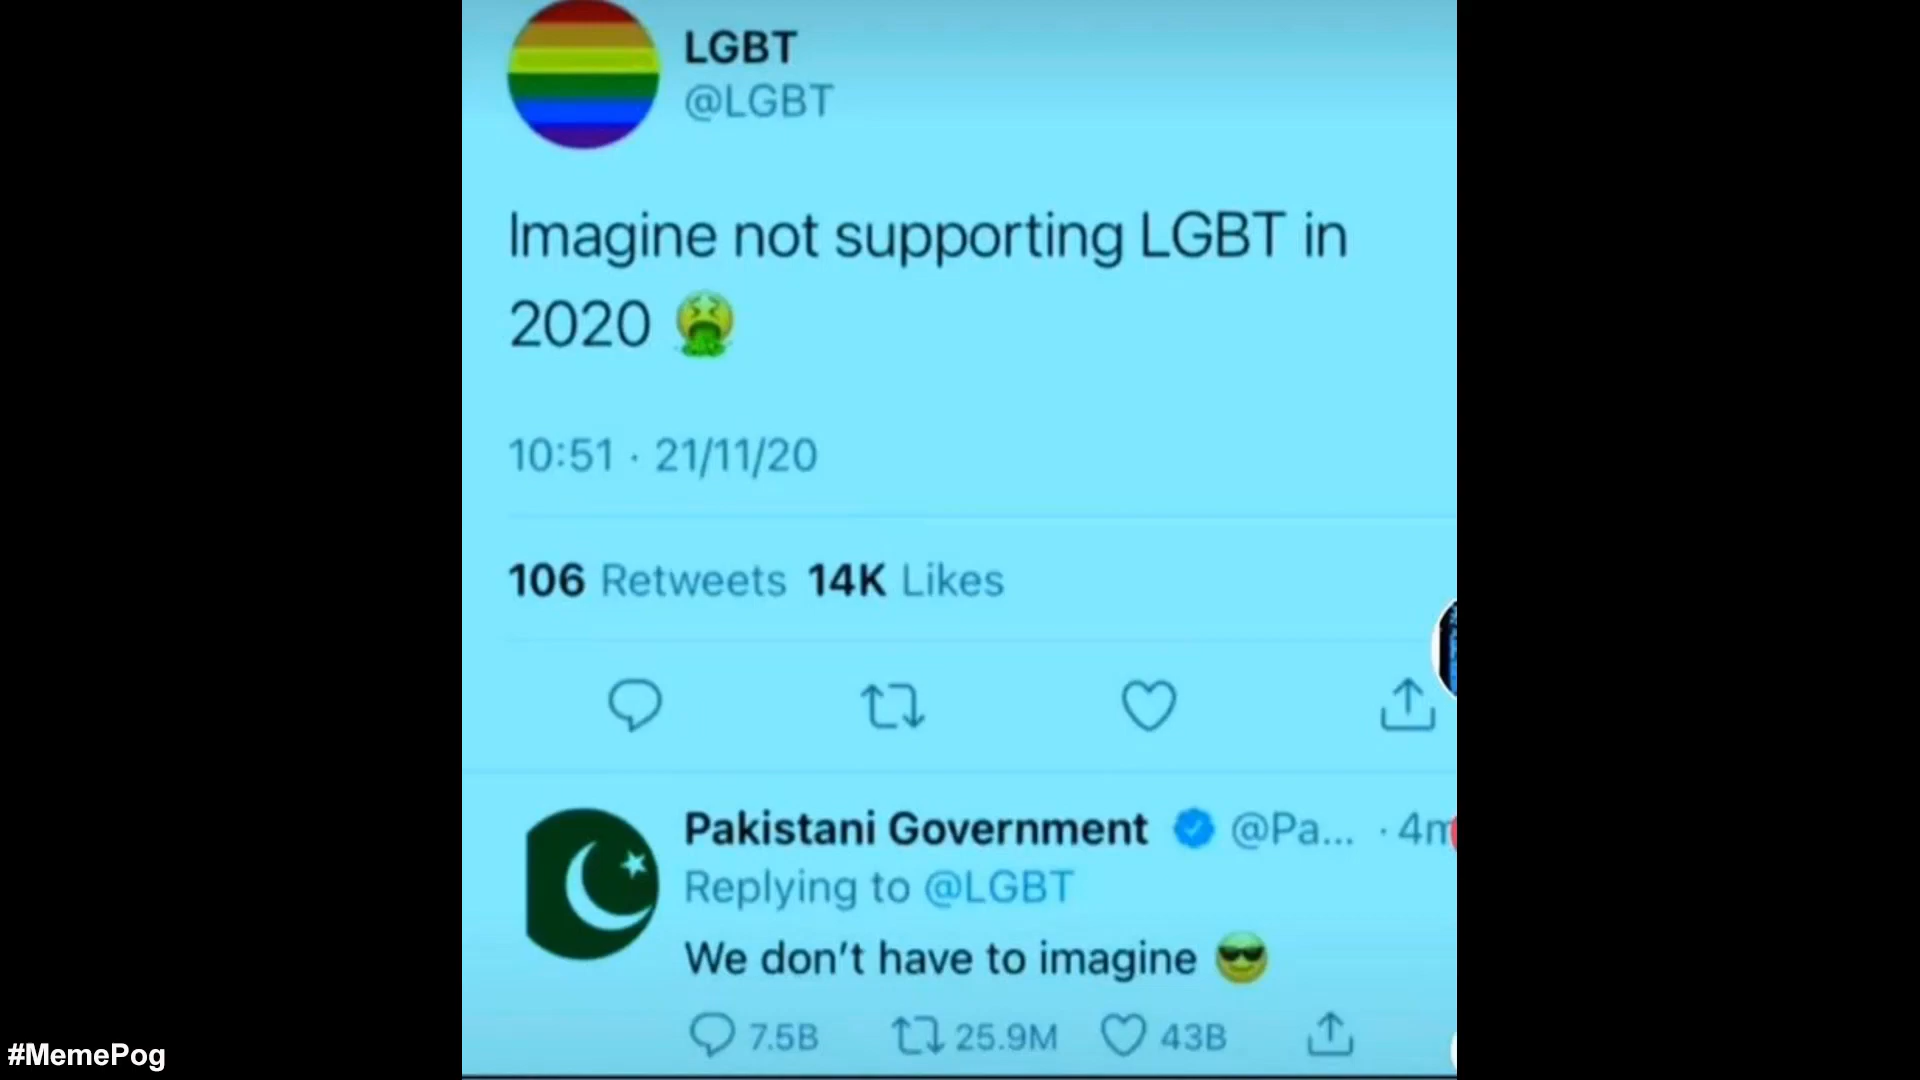 LGBT
@LGBT
Imagine not supporting LGBT in
2020 🤮
10:51 · 21/11/20
106 Retweets 14K Likes
Pakistani Government @Pa... · 4m
Replying to @LGBT
We don't have to imagine 😎
7.5B 25.9M 43B
#MemePog